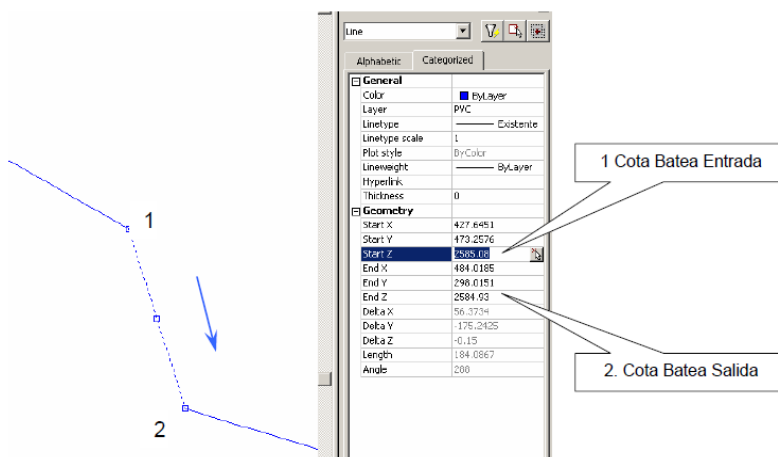 Line
Alphabetic Categorized
General
Color ByLayer
Layer PVC
Linetype Existente
Linetype scale 1
Plot style ByColor
Lineweight ByLayer
Hyperlink
Thickness 0
Geometry
Start X 427.6451
Start Y 473.2576
Start Z 2585.08
End X 484.0185
End Y 298.0151
End Z 2584.93
Delta X 56.3734
Delta Y -175.2425
Delta Z -0.15
Length 184.0867
Angle 288
1
2
1 Cota Batea Entrada
2. Cota Batea Salida